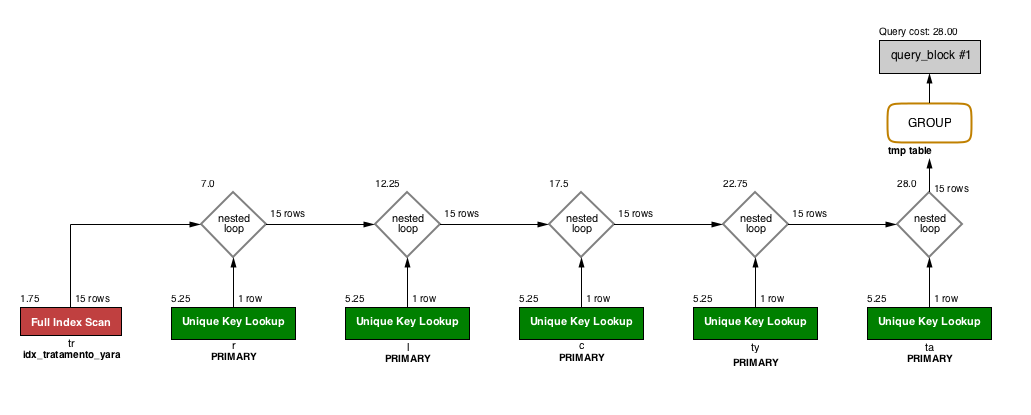 Query cost: 28.00
query_block #1
GROUP
tmp table
7.0
12.25
17.5
22.75
28.0
15 rows
nested
loop
15 rows
nested
loop
15 rows
nested
loop
15 rows
nested
loop
15 rows
nested
loop
1.75
15 rows
5.25
1 row
5.25
1 row
5.25
1 row
5.25
1 row
5.25
1 row
Full Index Scan
Unique Key Lookup
Unique Key Lookup
Unique Key Lookup
Unique Key Lookup
Unique Key Lookup
tr
r
l
c
ty
ta
idx_tratamento_yara
PRIMARY
PRIMARY
PRIMARY
PRIMARY
PRIMARY